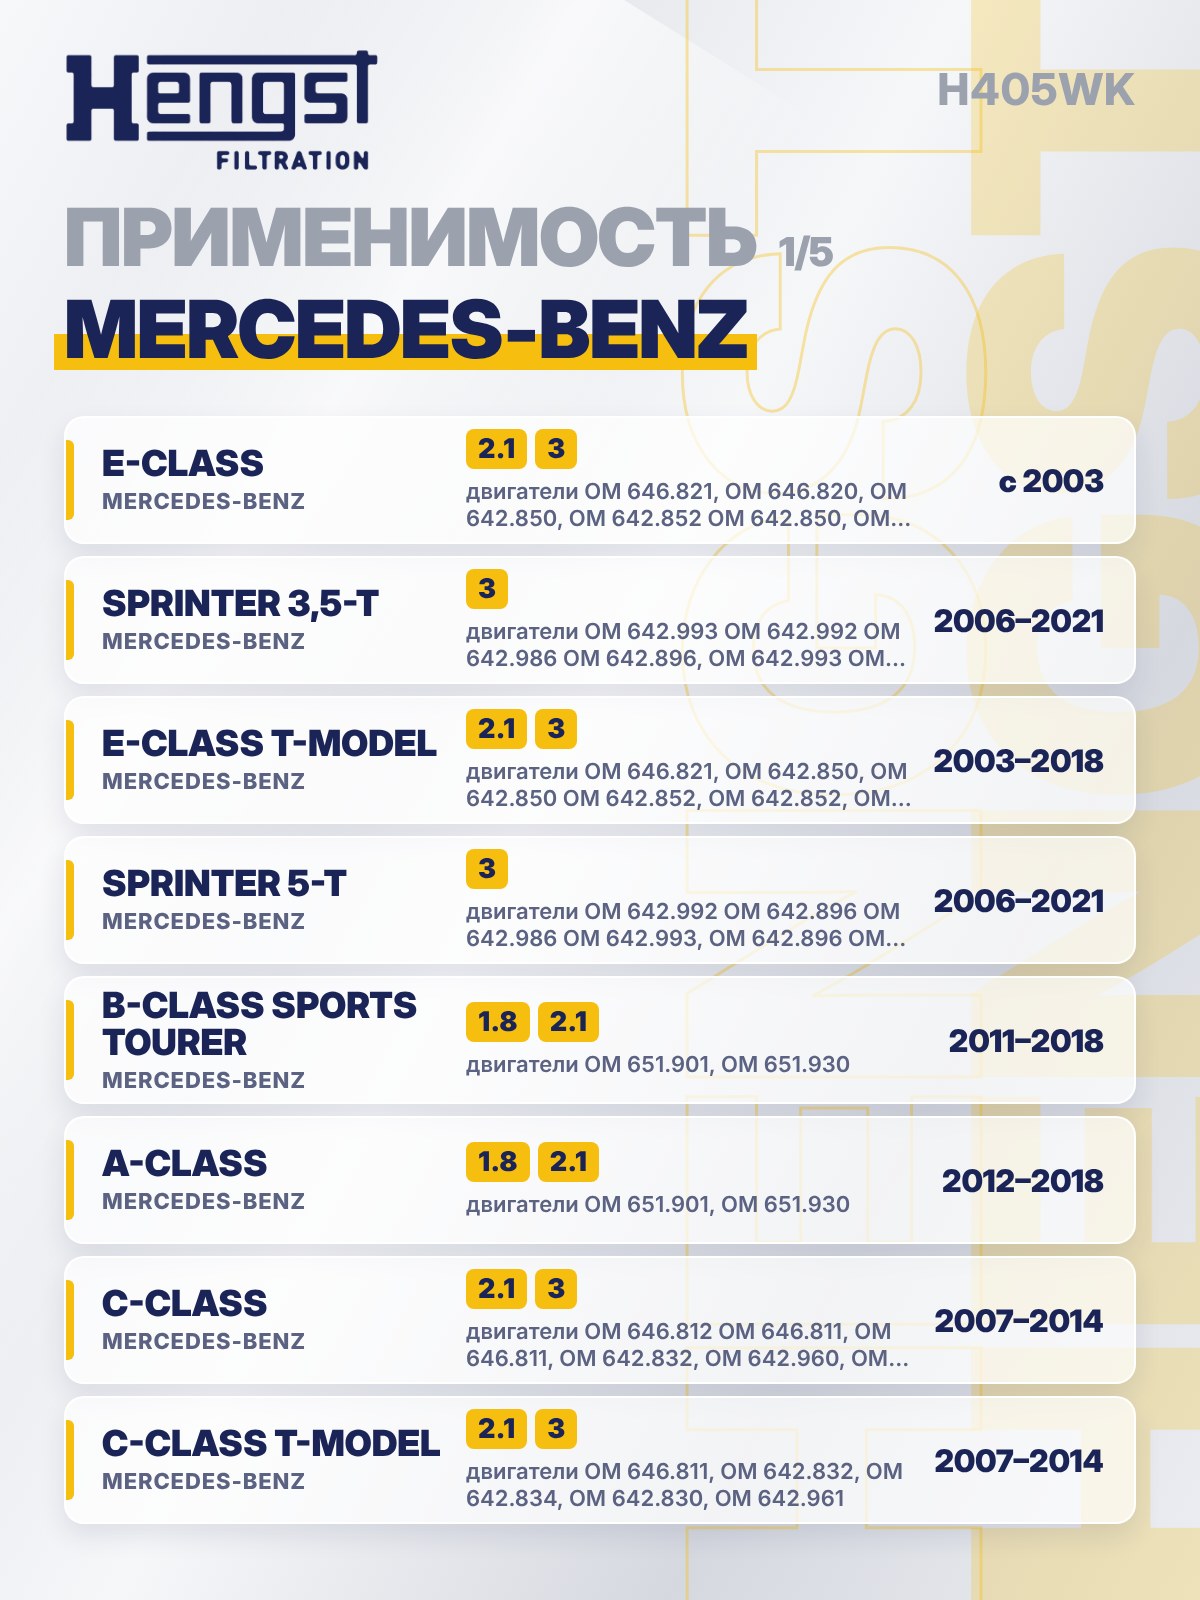 Hengst
FILTRATION
H405WK
ПРИМЕНИМОСТЬ 1/5
MERCEDES-BENZ
E-CLASS
MERCEDES-BENZ
2.1 3
двигатели OM 646.821, OM 646.820, OM
642.850, OM 642.852 OM 642.850, OM...
с 2003
SPRINTER 3,5-T
MERCEDES-BENZ
3
двигатели OM 642.993 OM 642.992 OM
642.986 OM 642.896, OM 642.993 OM...
2006–2021
E-CLASS T-MODEL
MERCEDES-BENZ
2.1 3
двигатели OM 646.821, OM 642.850, OM
642.850 OM 642.852, OM 642.852, OM...
2003–2018
SPRINTER 5-T
MERCEDES-BENZ
3
двигатели OM 642.992 OM 642.896 OM
642.986 OM 642.993, OM 642.896 OM...
2006–2021
B-CLASS SPORTS
TOURER
MERCEDES-BENZ
1.8 2.1
двигатели OM 651.901, OM 651.930
2011–2018
A-CLASS
MERCEDES-BENZ
1.8 2.1
двигатели OM 651.901, OM 651.930
2012–2018
C-CLASS
MERCEDES-BENZ
2.1 3
двигатели OM 646.812 OM 646.811, OM
646.811, OM 642.832, OM 642.960, OM...
2007–2014
C-CLASS T-MODEL
MERCEDES-BENZ
2.1 3
двигатели OM 646.811, OM 642.832, OM
642.834, OM 642.830, OM 642.961
2007–2014
HENGST
HENGST